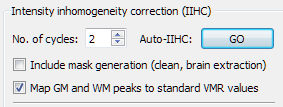 Intensity inhomogeneity correction (IIHC)
No. of cycles: 2 Auto-IIHC: GO
Include mask generation (clean, brain extraction)
Map GM and WM peaks to standard VMR values